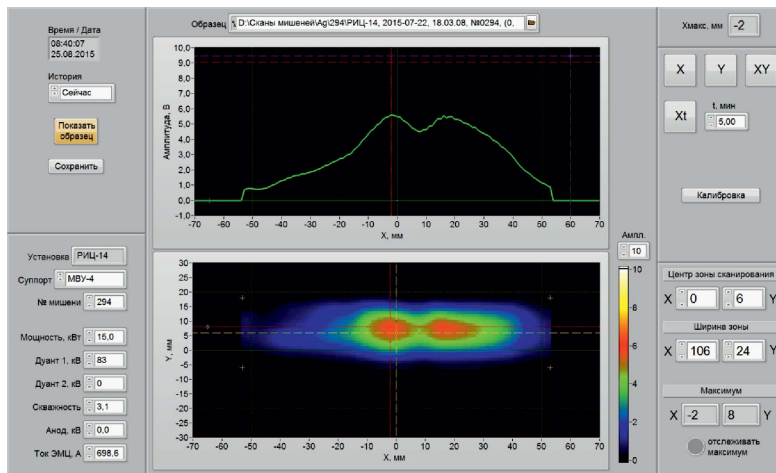 Время / Дата
08:40:07
25.08.2015
История
Сейчас
Показать
образец
Сохранить
Установка РИЦ-14
Суппорт МВУ-4
№ мишени 294
Мощность, кВт 15,0
Дуант 1, кВ 83
Дуант 2, кВ 0
Скважность 3,1
Анод, кВ 0,0
Ток ЭМЦ, А 698,6
Образец D:\Сканы мишеней\Ag\294\РИЦ-14, 2015-07-22, 18.03.08, №0294, (0,
Амплитуда, В
10,0
9,0
8,0
7,0
6,0
5,0
4,0
3,0
2,0
1,0
0,0
-1,0
-70 -60 -50 -40 -30 -20 -10 0 10 20 30 40 50 60 70
X, мм
Y, мм
30
25
20
15
10
5
0
-5
-10
-15
-20
-25
-30
-70 -60 -50 -40 -30 -20 -10 0 10 20 30 40 50 60 70
X, мм
Ампл.
10
10
8
6
4
2
0
Xмакс, мм -2
X Y XY
Xt
t, мин
5,00
Калибровка
Центр зоны сканирования
X 0 6 Y
Ширина зоны
X 106 24 Y
Максимум
X -2 8 Y
отслеживать
максимум